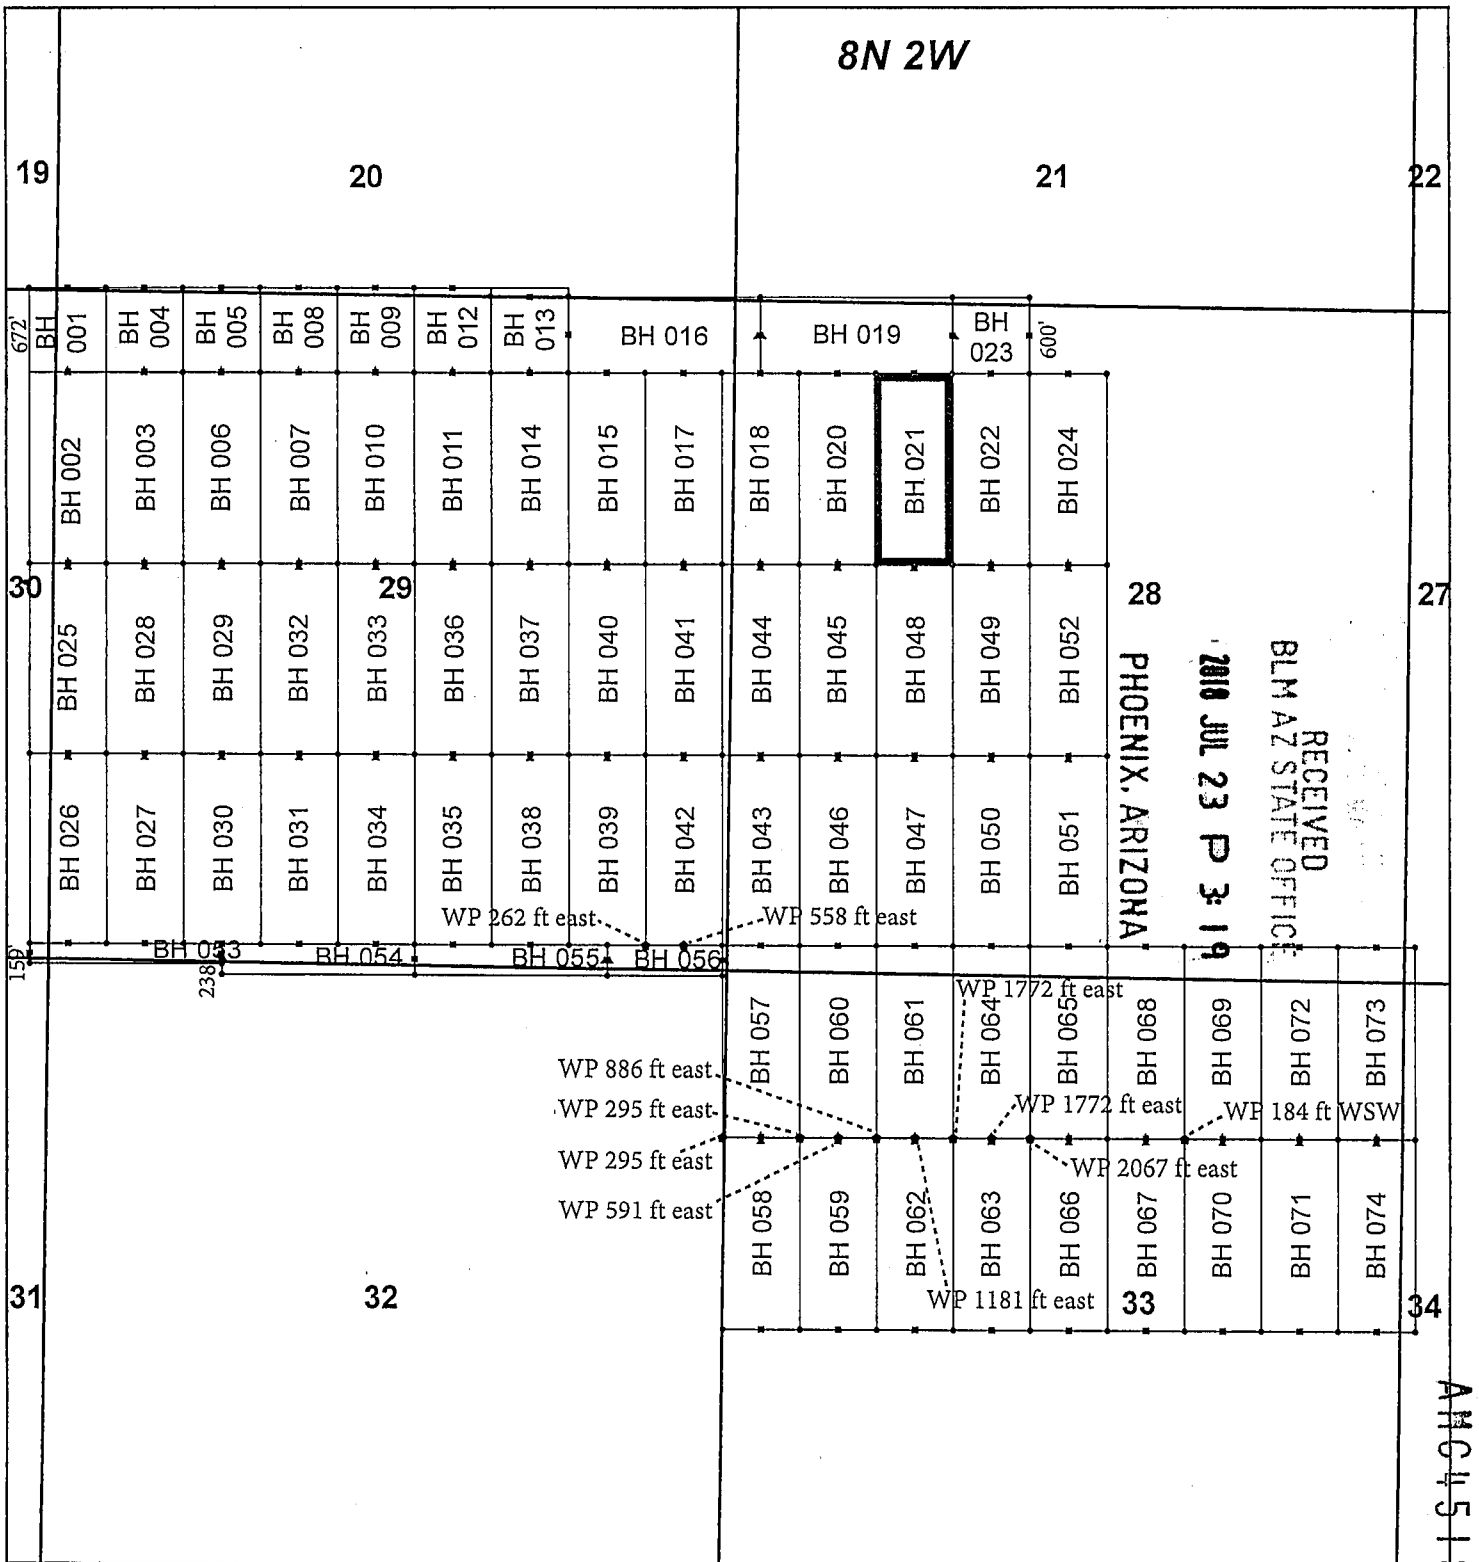 8N 2W
19
20
21
22
672'
BH
001
BH
004
BH
005
BH
008
BH
009
BH
012
BH
013
BH 016
BH 019
BH
023
600'
BH 002
BH 003
BH 006
BH 007
BH 010
BH 011
BH 014
BH 015
BH 017
BH 018
BH 020
BH 021
BH 022
BH 024
30
29
28
27
BH 025
BH 028
BH 029
BH 032
BH 033
BH 036
BH 037
BH 040
BH 041
BH 044
BH 045
BH 048
BH 049
BH 052
RECEIVED
BLM AZ STATE OFFICE
2018 JUL 23 P 3: 19
PHOENIX, ARIZONA
BH 026
BH 027
BH 030
BH 031
BH 034
BH 035
BH 038
BH 039
BH 042
BH 043
BH 046
BH 047
BH 050
BH 051
WP 262 ft east
WP 558 ft east
159'
BH 053
238'
BH 054
BH 055
BH 056
WP 1772 ft east
BH 057
BH 060
BH 061
BH 064
BH 065
BH 068
BH 069
BH 072
BH 073
WP 886 ft east
WP 295 ft east
WP 1772 ft east
WP 184 ft WSW
WP 295 ft east
WP 2067 ft east
WP 591 ft east
BH 058
BH 059
BH 062
BH 063
BH 066
BH 067
BH 070
BH 071
BH 074
WP 1181 ft east
31
32
33
34